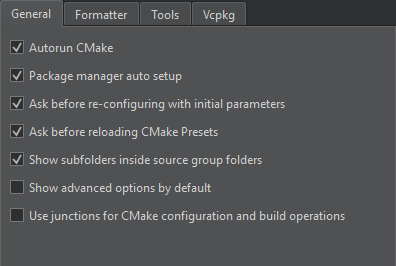 General Formatter Tools Vcpkg
Autorun CMake
Package manager auto setup
Ask before re-configuring with initial parameters
Ask before reloading CMake Presets
Show subfolders inside source group folders
Show advanced options by default
Use junctions for CMake configuration and build operations